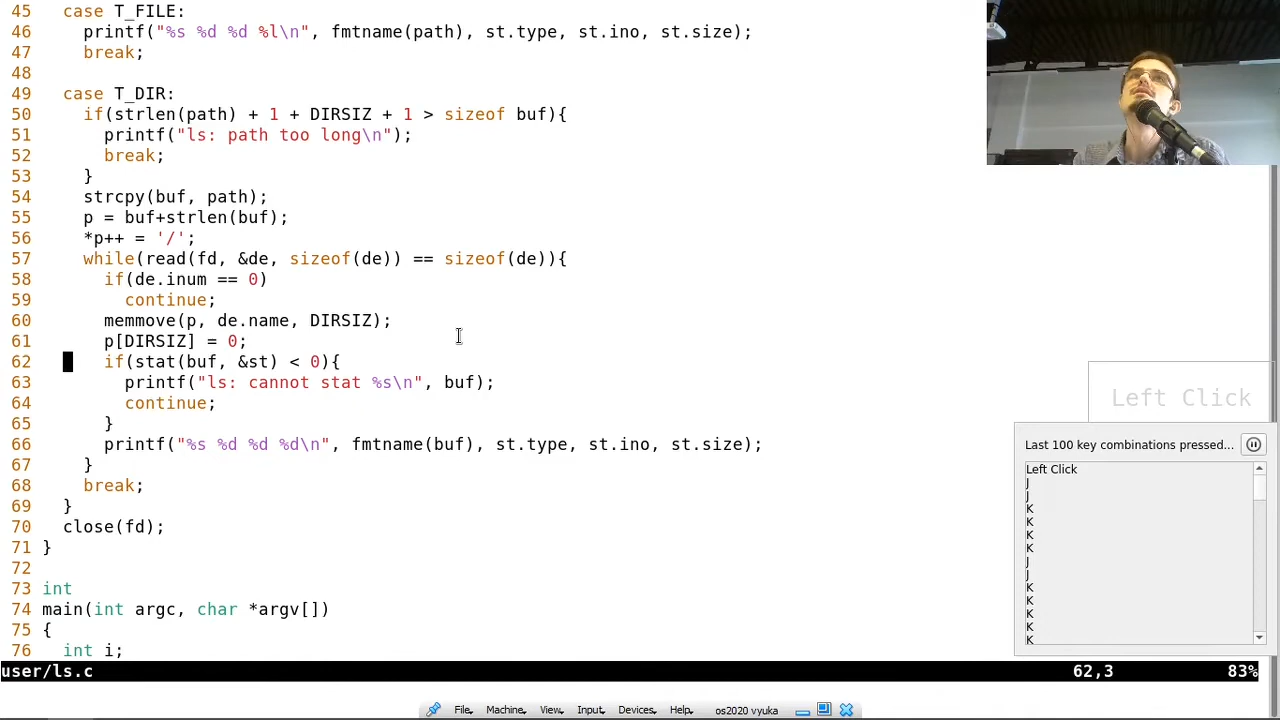 45   case T_FILE:
46     printf("%s %d %d %l\n", fmtname(path), st.type, st.ino, st.size);
47     break;
48
49   case T_DIR:
50     if(strlen(path) + 1 + DIRSIZ + 1 > sizeof buf){
51       printf("ls: path too long\n");
52       break;
53     }
54     strcpy(buf, path);
55     p = buf+strlen(buf);
56     *p++ = '/';
57     while(read(fd, &de, sizeof(de)) == sizeof(de)){
58       if(de.inum == 0)
59         continue;
60       memmove(p, de.name, DIRSIZ);
61       p[DIRSIZ] = 0;
62       if(stat(buf, &st) < 0){
63         printf("ls: cannot stat %s\n", buf);
64         continue;
65       }
66       printf("%s %d %d %d\n", fmtname(buf), st.type, st.ino, st.size);
67     }
68     break;
69   }
70   close(fd);
71 }
72
73 int
74 main(int argc, char *argv[])
75 {
76   int i;
user/ls.c 62,3 83%
Left Click
Last 100 key combinations pressed...
Left Click
J
J
K
K
K
K
J
J
K
K
K
K
K
File Machine View Input Devices Help os2020 vyuka